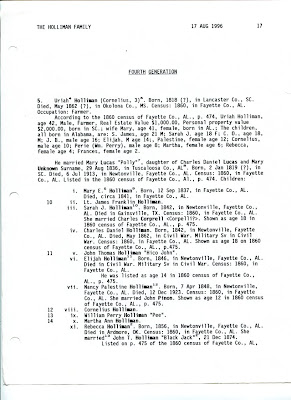 THE HOLLIMAN FAMILY 17 AUG 1996 17
FOURTH GENERATION
5. Uriah⁴ Holliman (Cornelius, 3)⁴. Born, 1818 (?), in Lancaster Co., SC.
Died, May 1862 (?), in Okolona Co., MS. Census: 1860, in Fayette Co., AL.
Occupation: Farmer.
According to the 1860 census of Fayette Co., AL., p. 474, Uriah Holliman,
age 42, Male, Farmer, Real Estate Value $1,000.00, Personal property value
$2,000.00, born in SC.; wife Mary, age 41, female, born in AL.; The children,
all born in Alabama, are: S. James, age 21 M; Sarah J. age 18 F; C. D., age 18,
M; J. B., male age 16; Elijah, M age 14; Palestine, female age 12; Cornelius,
male age 10; Perie (Wm. Perry), male age 8; Martha, female age 6; Rebecca,
female age 4; Frances, female age 2.
He married Mary Lucas "Polly", daughter of Charles Daniel Lucas and Mary
Unknown Surname, 29 Aug 1836, in Tuscaloosa Co., AL. Born, 2 Jan 1819 (?), in
SC. Died, 6 Jul 1913, in Newtonville, Fayette Co., AL. Census: 1860, in Fayette
Co., AL. Listed in the 1860 census of Fayette Co., Al., p. 474. Children:
i. Mary E. Holliman. Born, 12 Sep 1837, in Fayette Co., AL.
Died, circa 1941, in Fayette Co., AL.
10 ii. Lt. James Franklin Holliman.
iii. Sarah J. Holliman. Born, 1842, in Newtonville, Fayette Co.,
AL. Died in Gainsville, TX. Census: 1860, in Fayette Co., AL.
She married Charles Corprell <Corpell>. Shown as age 18 in
1860 census of Fayette Co., AL., p. 475.
iv. Charles Daniel Holliman. Born, 1842, in Newtonville, Fayette
Co., AL. Died, May 1862, in Civil War. Military Sv in Civil
War. Census: 1860, in Fayette Co., AL. Shown as age 18 on 1860
census of Fayette Co., AL., p.475.
11 v. John Thomas Holliman "Unco John".
vi. Elijah Holliman. Born, 1846, in Newtonville, Fayette Co., AL.
Died in Civil War. Military Sv in Civil War. Census: 1860, in
Fayette Co., AL.
He was listed as age 14 in 1860 census of Fayette Co.,
AL., p. 475.
vii. Nancy Palestine Holliman. Born, 7 Apr 1848, in Newtonville,
Fayette Co., AL. Died, 12 Dec 1923. Census: 1860, in Fayette
Co., AL. She married John Pinon. Shown as age 12 in 1860 census
of Fayette Co., AL., p. 475.
12 viii. Cornelius Holliman.
13 ix. William Perry Holliman "Pee".
14 x. Martha Ann Holliman.
xi. Rebecca Holliman. Born, 1856, in Newtonville, Fayette Co., AL.
Died in Ardmore, OK. Census: 1860, in Fayette Co., AL. She
married John T. Holliman "Black Jack", 21 Dec 1874.
Listed on p. 475 of the 1860 census of Fayette Co., AL,